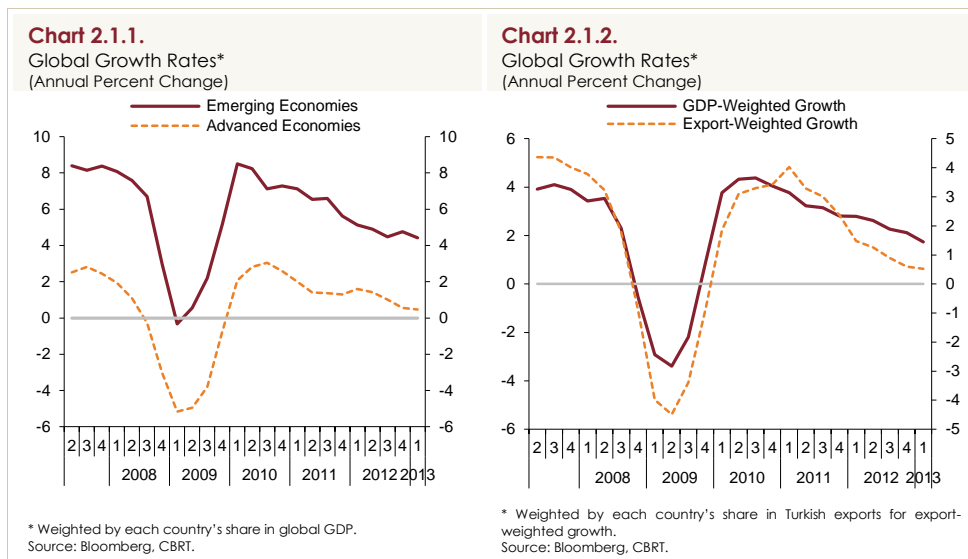 Chart 2.1.1.
Global Growth Rates*
(Annual Percent Change)
Emerging Economies
Advanced Economies
10 10
8 8
6 6
4 4
2 2
0 0
-2 -2
-4 -4
-6 -6
2 3 4 1 2 3 4 1 2 3 4 1 2 3 4 1 2 3 4 1 2 3 4 1
2008 2009 2010 2011 2012 2013
* Weighted by each country's share in global GDP.
Source: Bloomberg, CBRT.
Chart 2.1.2.
Global Growth Rates*
(Annual Percent Change)
GDP-Weighted Growth
Export-Weighted Growth
6 5
4
4 3
2
2 1
0 0
-1
-2 -2
-3
-4 -4
-6 -5
2 3 4 1 2 3 4 1 2 3 4 1 2 3 4 1 2 3 4 1 2 3 4 1
2008 2009 2010 2011 2012 2013
* Weighted by each country's share in Turkish exports for export-
weighted growth.
Source: Bloomberg, CBRT.